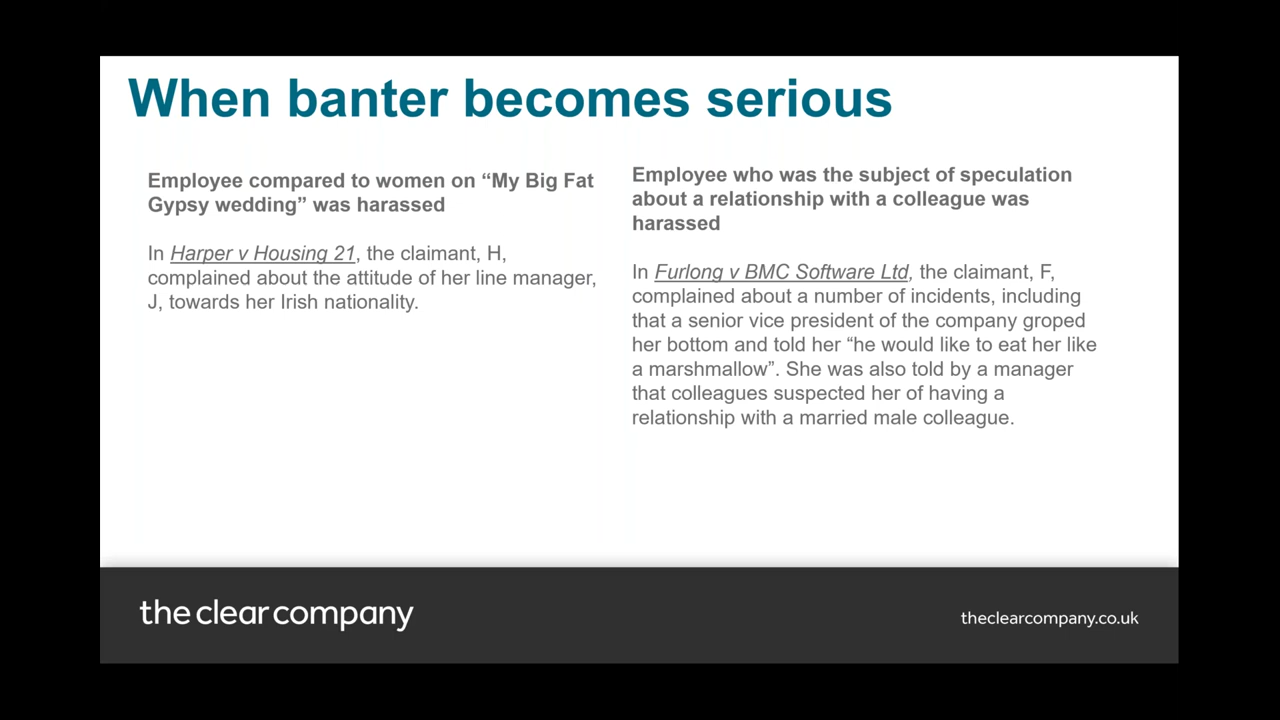 When banter becomes serious
Employee compared to women on “My Big Fat
Gypsy wedding” was harassed
In Harper v Housing 21, the claimant, H,
complained about the attitude of her line manager,
J, towards her Irish nationality.
Employee who was the subject of speculation
about a relationship with a colleague was
harassed
In Furlong v BMC Software Ltd, the claimant, F,
complained about a number of incidents, including
that a senior vice president of the company groped
her bottom and told her “he would like to eat her like
a marshmallow”. She was also told by a manager
that colleagues suspected her of having a
relationship with a married male colleague.
the clear company
theclearcompany.co.uk